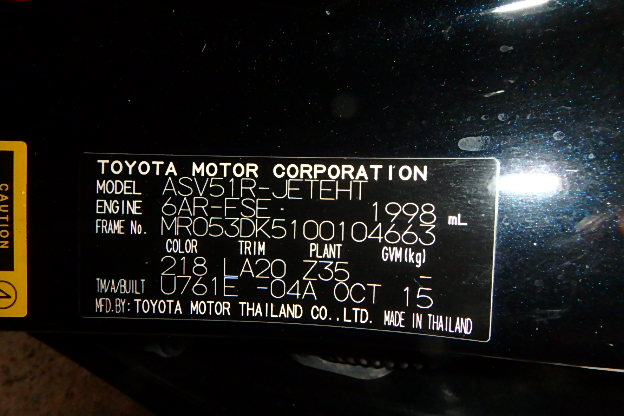 TOYOTA MOTOR CORPORATION
MODEL ASV51R-JETEHT
ENGINE 6AR-FSE- 1998 mL
FRAME No. MR053DK5100104663
COLOR TRIM PLANT GVM(kg)
218 LA20 Z35 -
TM/A/BUILT U761E -04A OCT 15
MFD.BY: TOYOTA MOTOR THAILAND CO.,LTD. MADE IN THAILAND
CAUTION